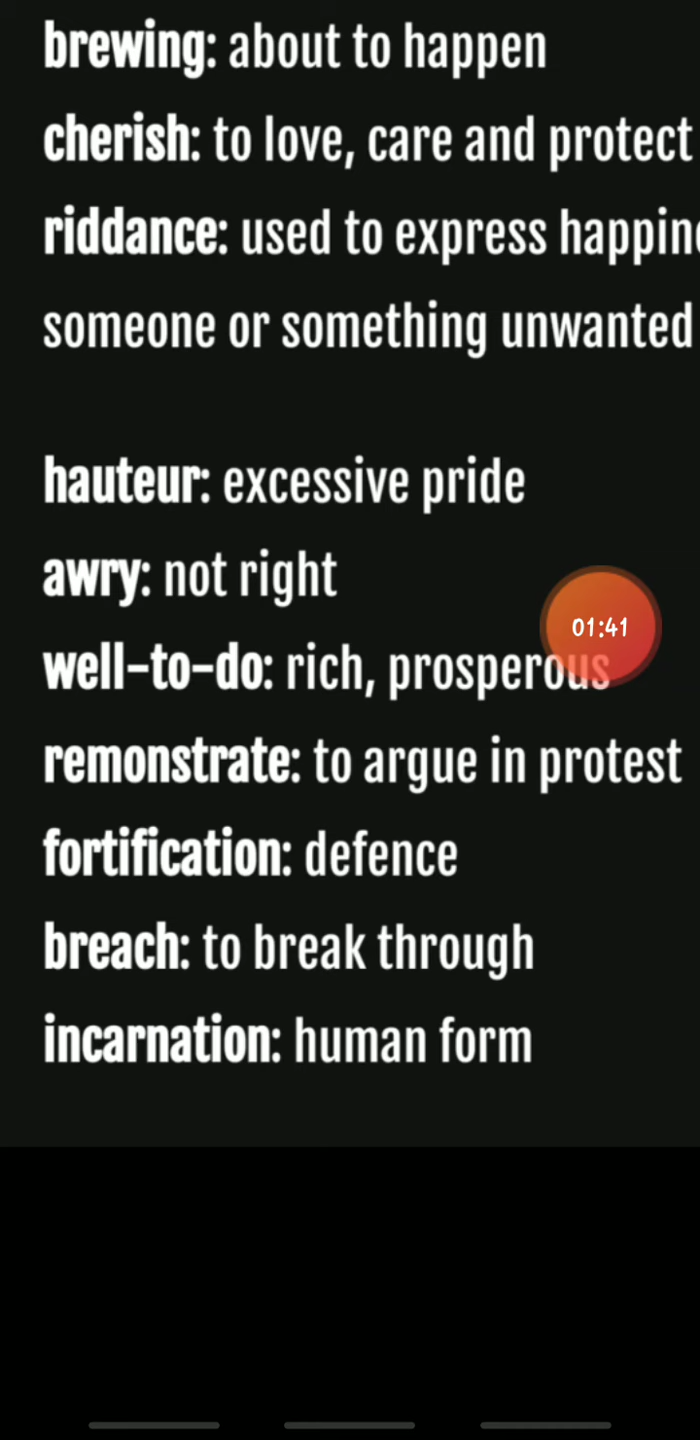 brewing: about to happen
cherish: to love, care and protect
riddance: used to express
someone or something unwanted
hauteur: excessive pride
awry: not right
01:41
well-to-do: rich, prosperous
remonstrate: to argue in protest
fortification: defence
breach: to break through
incarnation: human form